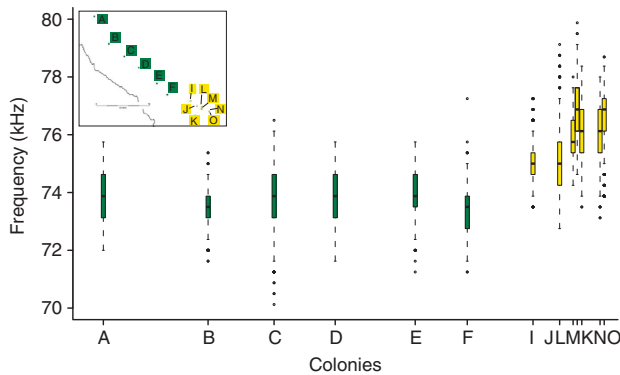 80
78
76
74
72
70
Frequency (kHz)
A
B
C
D
E
F
I L
M
J N
K O
A B C D E F I JLMKNO
Colonies